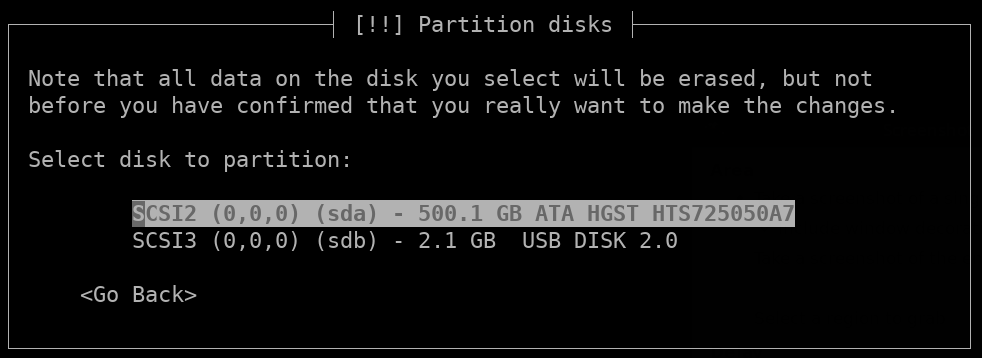 [!!] Partition disks
Note that all data on the disk you select will be erased, but not
before you have confirmed that you really want to make the changes.
Select disk to partition:
SCSI2 (0,0,0) (sda) - 500.1 GB ATA HGST HTS725050A7
SCSI3 (0,0,0) (sdb) - 2.1 GB  USB DISK 2.0
<Go Back>